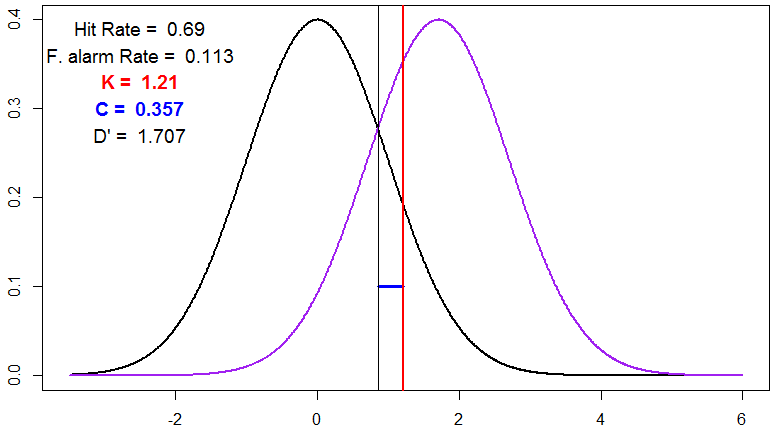 Hit Rate = 0.69
F. alarm Rate = 0.113
K = 1.21
C = 0.357
D' = 1.707
0.4
0.3
0.2
0.1
0.0
-2 0 2 4 6